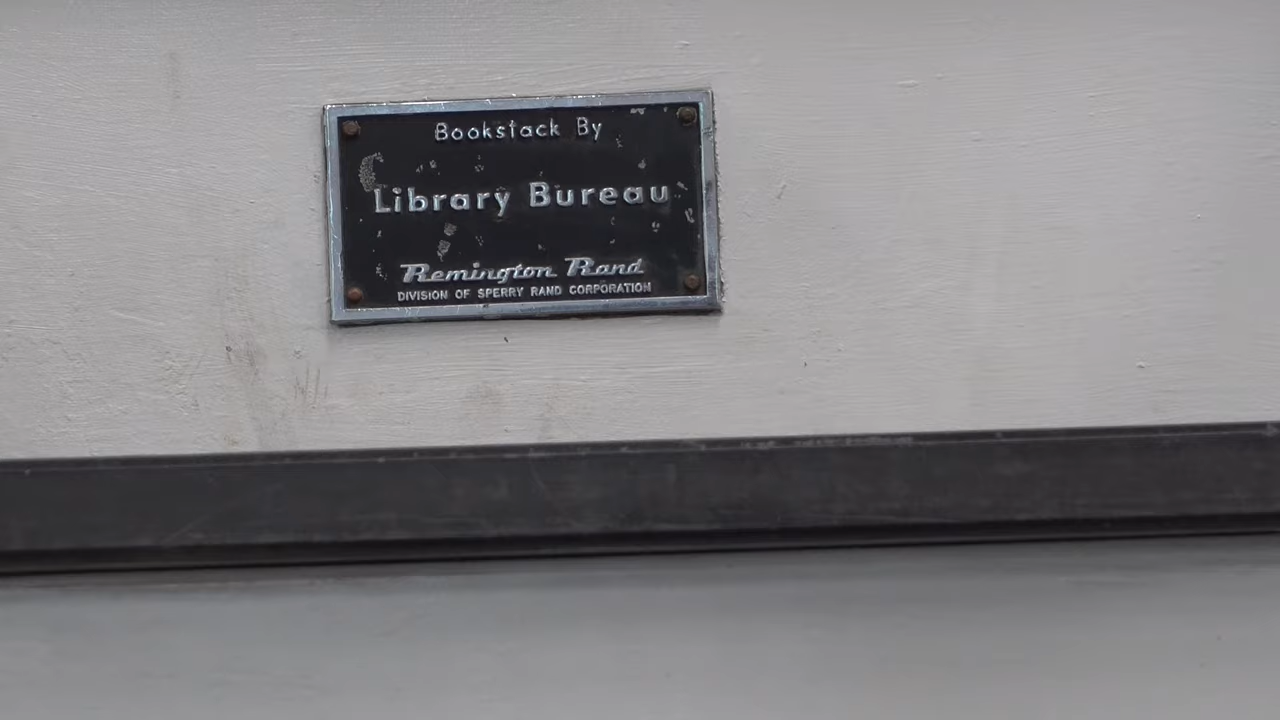 Bookstack By
Library Bureau
Remington Rand
DIVISION OF SPERRY RAND CORPORATION